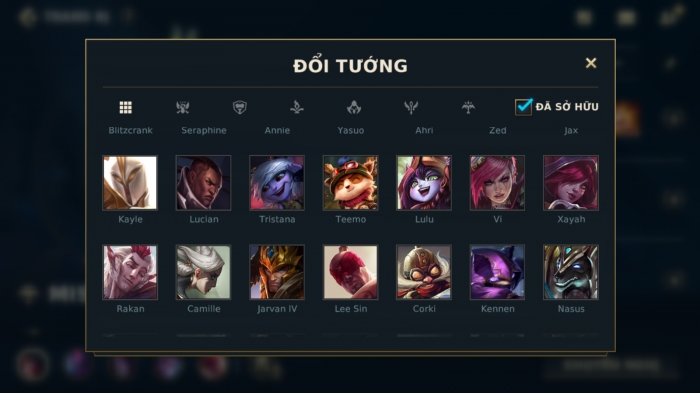 ĐỔI TƯỚNG
ĐÃ SỞ HỮU
Blitzcrank Seraphine Annie Yasuo Ahri Zed Jax
Kayle Lucian Tristana Teemo Lulu Vi Xayah
Rakan Camille Jarvan IV Lee Sin Corki Kennen Nasus